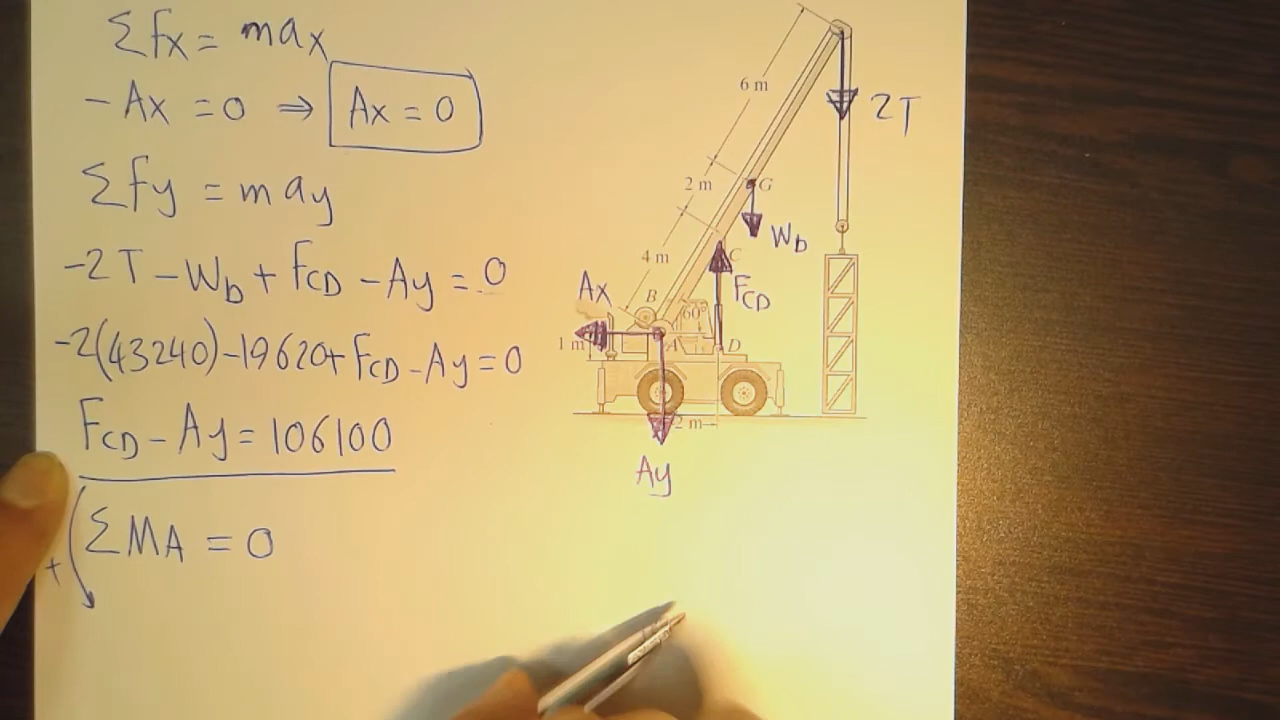 Σfx = max
-Ax = 0 ⇒ Ax = 0
Σfy = may
-2T - Wb + FCD - Ay = 0
-2(43240) - 19620 + FCD - Ay = 0
FCD - Ay = 106100
+ ΣMA = 0
6 m
2T
2 m
G
Wb
4 m
C
Ax
B
FCD
60°
1 m
A
D
2 m
Ay